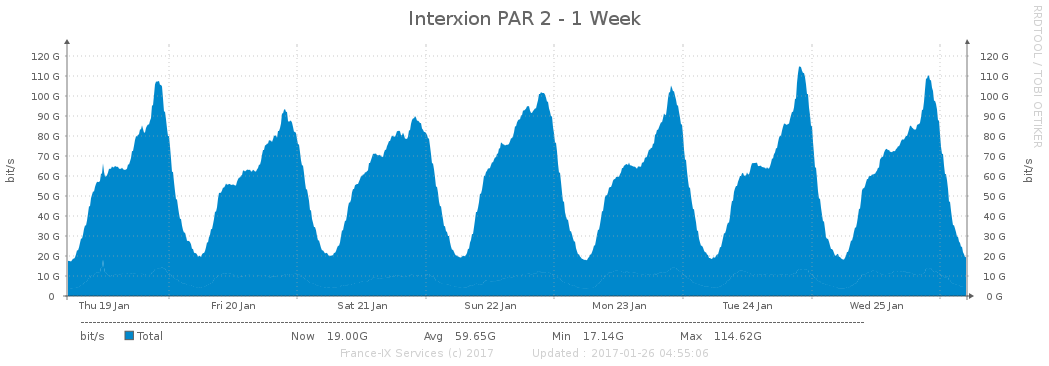 Interxion PAR 2 - 1 Week
RRDTOOL / TOBI OETIKER
bit/s
120 G 120 G
110 G 110 G
100 G 100 G
90 G 90 G
80 G 80 G
70 G 70 G
60 G 60 G
50 G 50 G
40 G 40 G
30 G 30 G
20 G 20 G
10 G 10 G
0 0 G
bit/s
Thu 19 Jan Fri 20 Jan Sat 21 Jan Sun 22 Jan Mon 23 Jan Tue 24 Jan Wed 25 Jan
bit/s Total Now 19.00G Avg 59.65G Min 17.14G Max 114.62G
France-IX Services (c) 2017 Updated : 2017-01-26 04:55:06